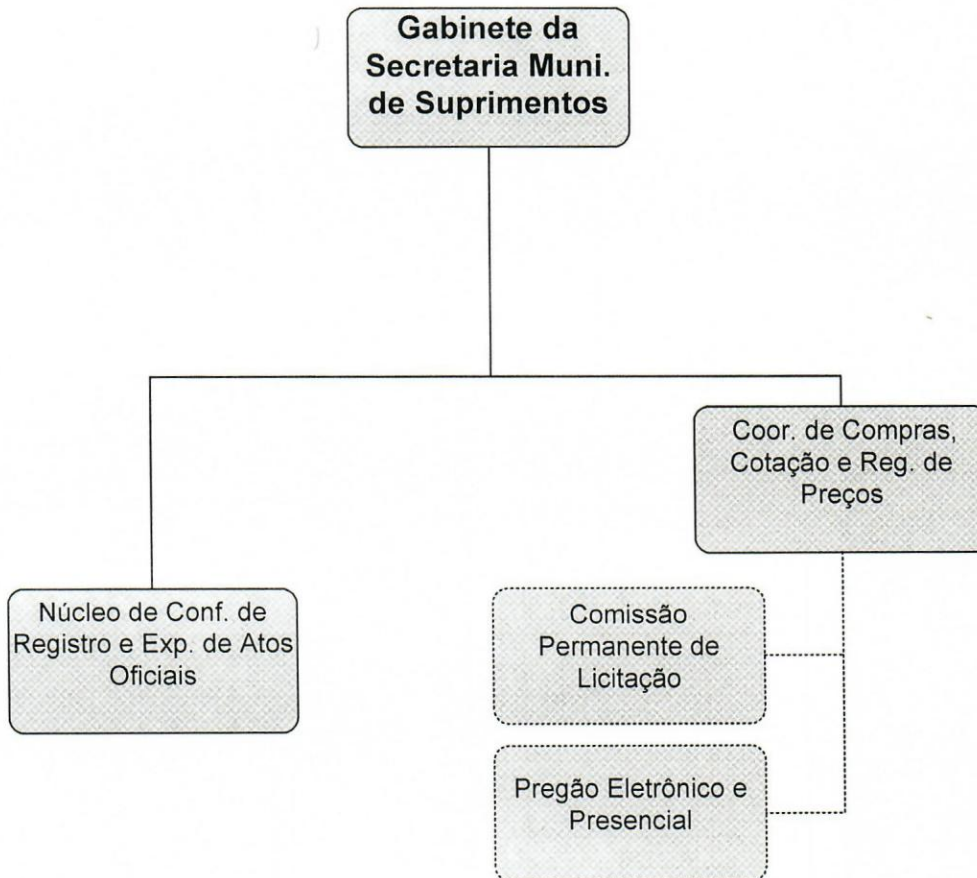 Gabinete da
Secretaria Muni.
de Suprimentos
Coor. de Compras,
Cotação e Reg. de
Preços
Núcleo de Conf. de
Registro e Exp. de Atos
Oficiais
Comissão
Permanente de
Licitação
Pregão Eletrônico e
Presencial